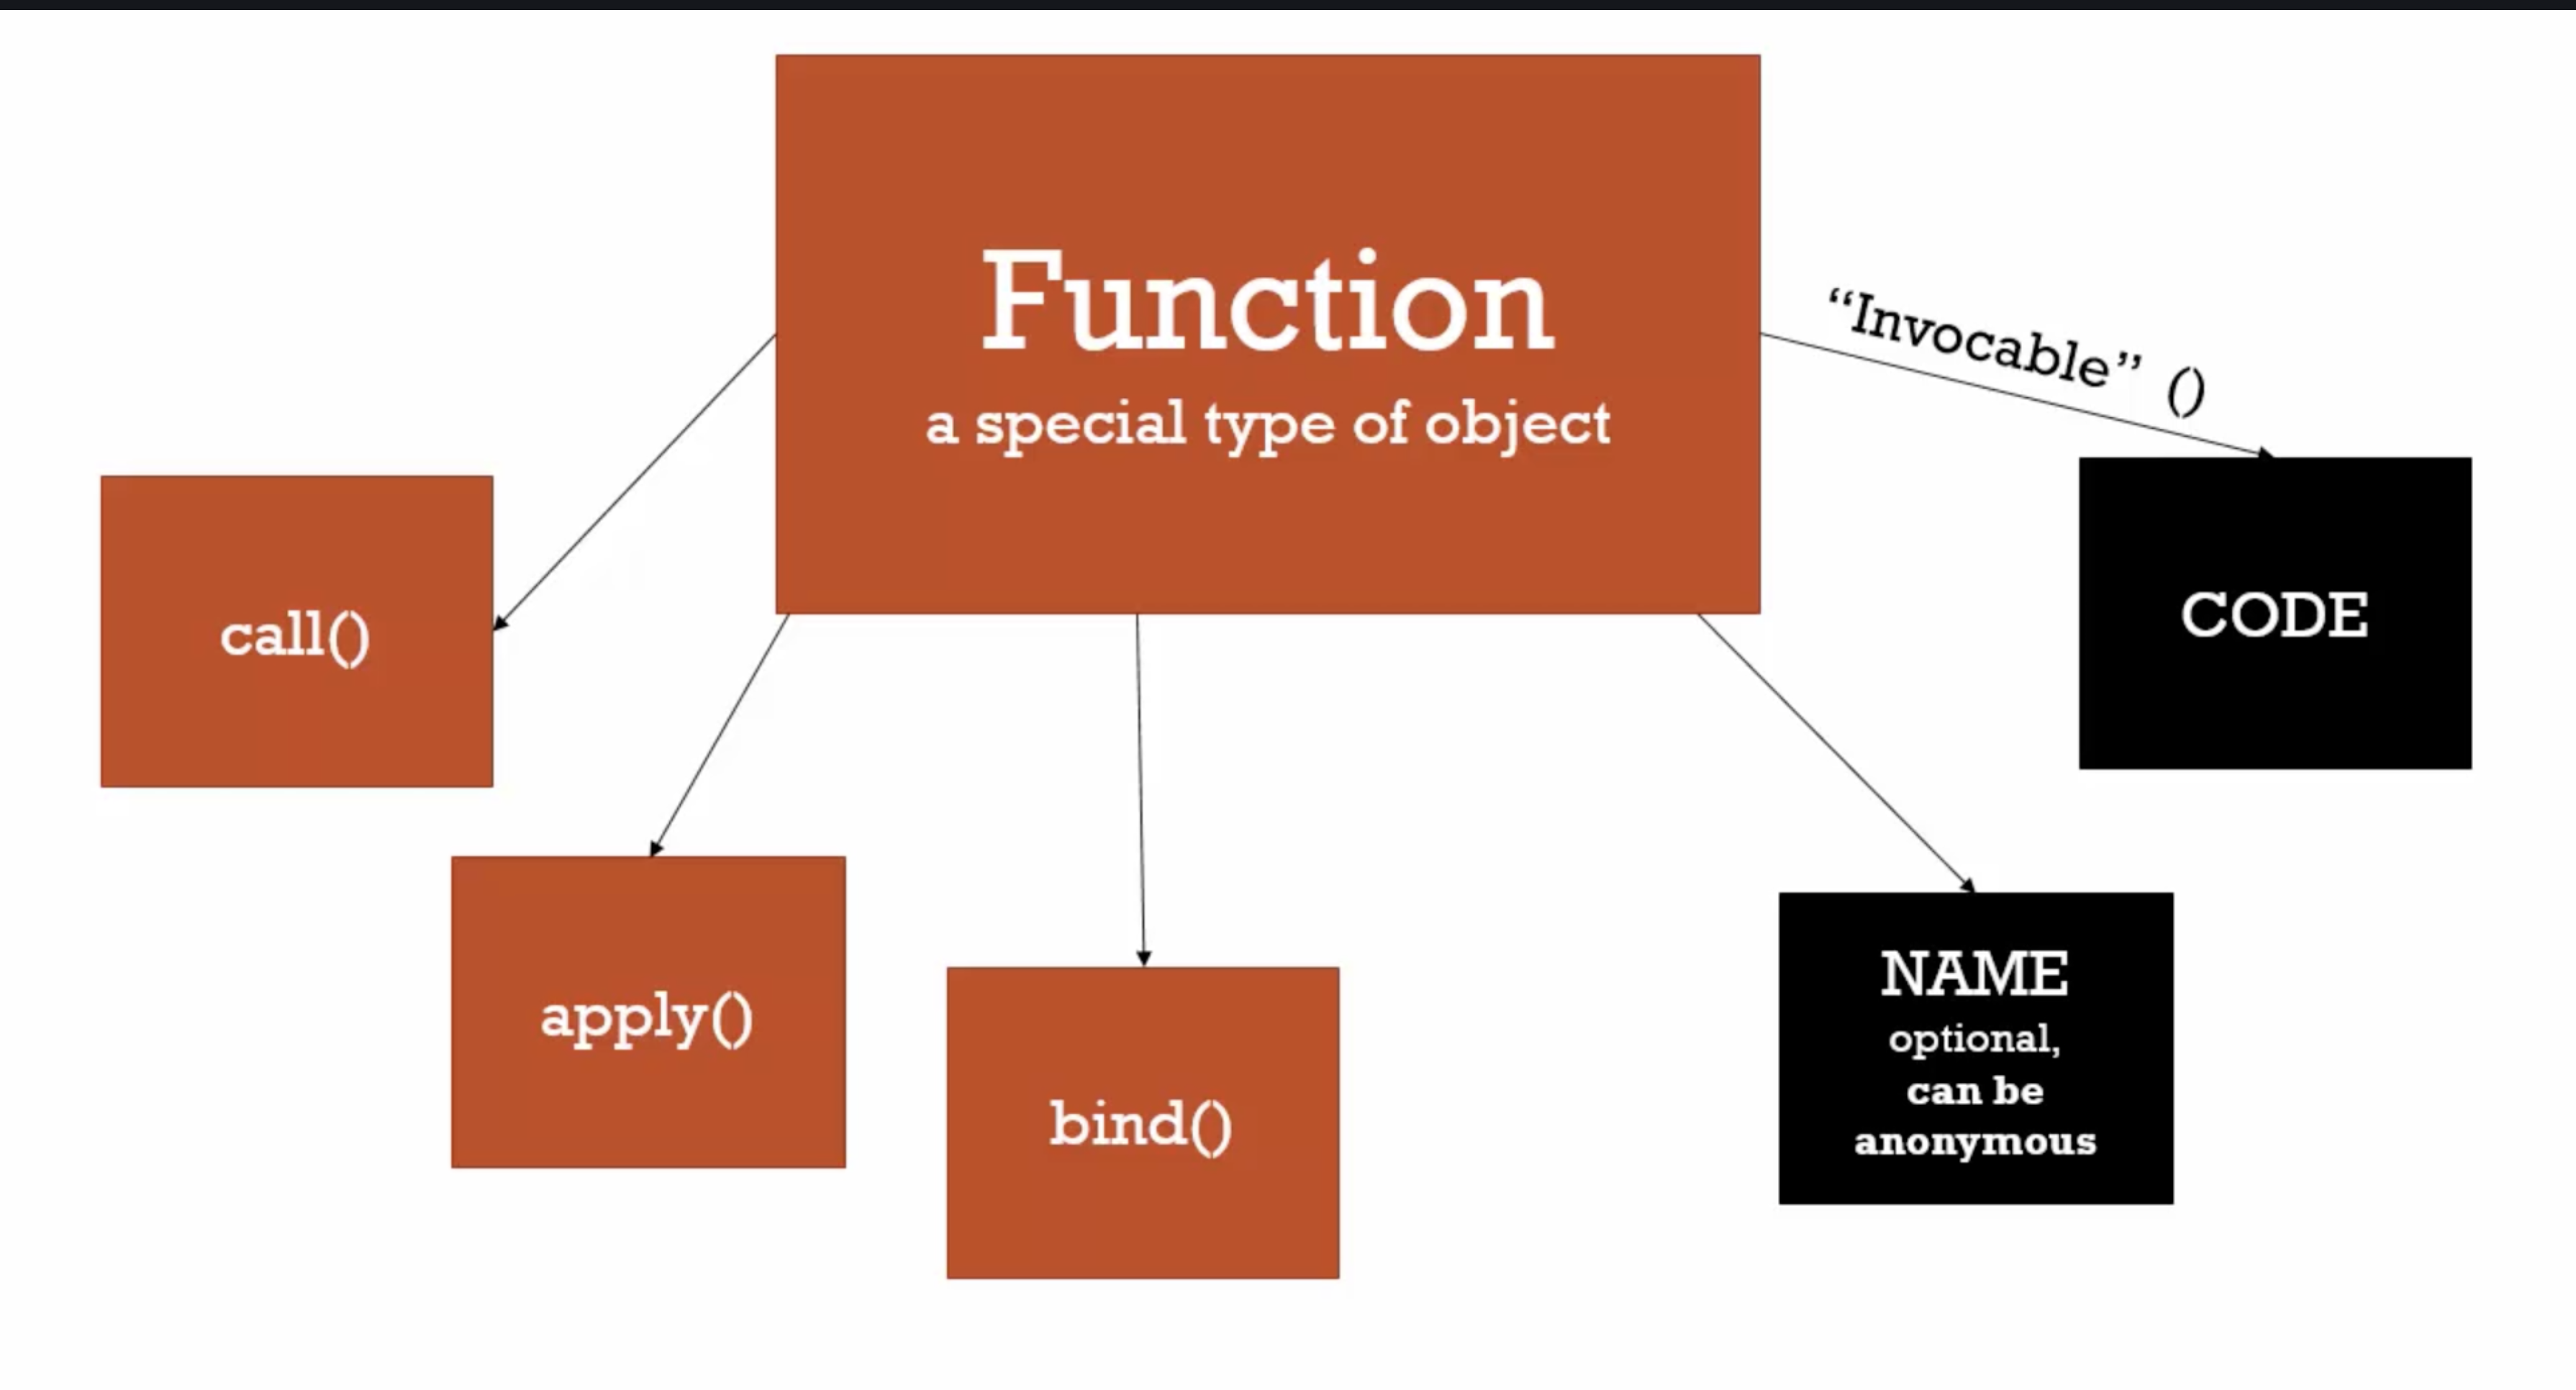 Function
a special type of object
“Invocable” ()
call()
CODE
apply()
bind()
NAME
optional,
can be
anonymous